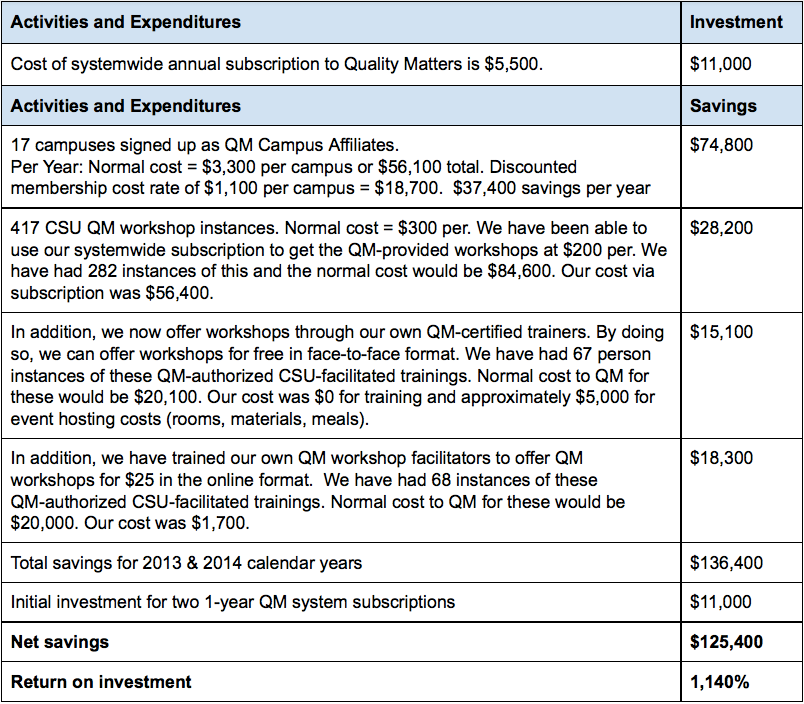 Activities and Expenditures Investment
Cost of systemwide annual subscription to Quality Matters is $5,500. $11,000
Activities and Expenditures Savings
17 campuses signed up as QM Campus Affiliates. $74,800
Per Year: Normal cost = $3,300 per campus or $56,100 total. Discounted
membership cost rate of $1,100 per campus = $18,700.  $37,400 savings per year
417 CSU QM workshop instances. Normal cost = $300 per. We have been able to $28,200
use our systemwide subscription to get the QM-provided workshops at $200 per. We
have had 282 instances of this and the normal cost would be $84,600. Our cost via
subscription was $56,400.
In addition, we now offer workshops through our own QM-certified trainers. By doing $15,100
so, we can offer workshops for free in face-to-face format. We have had 67 person
instances of these QM-authorized CSU-facilitated trainings. Normal cost to QM for
these would be $20,100. Our cost was $0 for training and approximately $5,000 for
event hosting costs (rooms, materials, meals).
In addition, we have trained our own QM workshop facilitators to offer QM $18,300
workshops for $25 in the online format.  We have had 68 instances of these
QM-authorized CSU-facilitated trainings. Normal cost to QM for these would be
$20,000. Our cost was $1,700.
Total savings for 2013 & 2014 calendar years $136,400
Initial investment for two 1-year QM system subscriptions $11,000
Net savings $125,400
Return on investment 1,140%